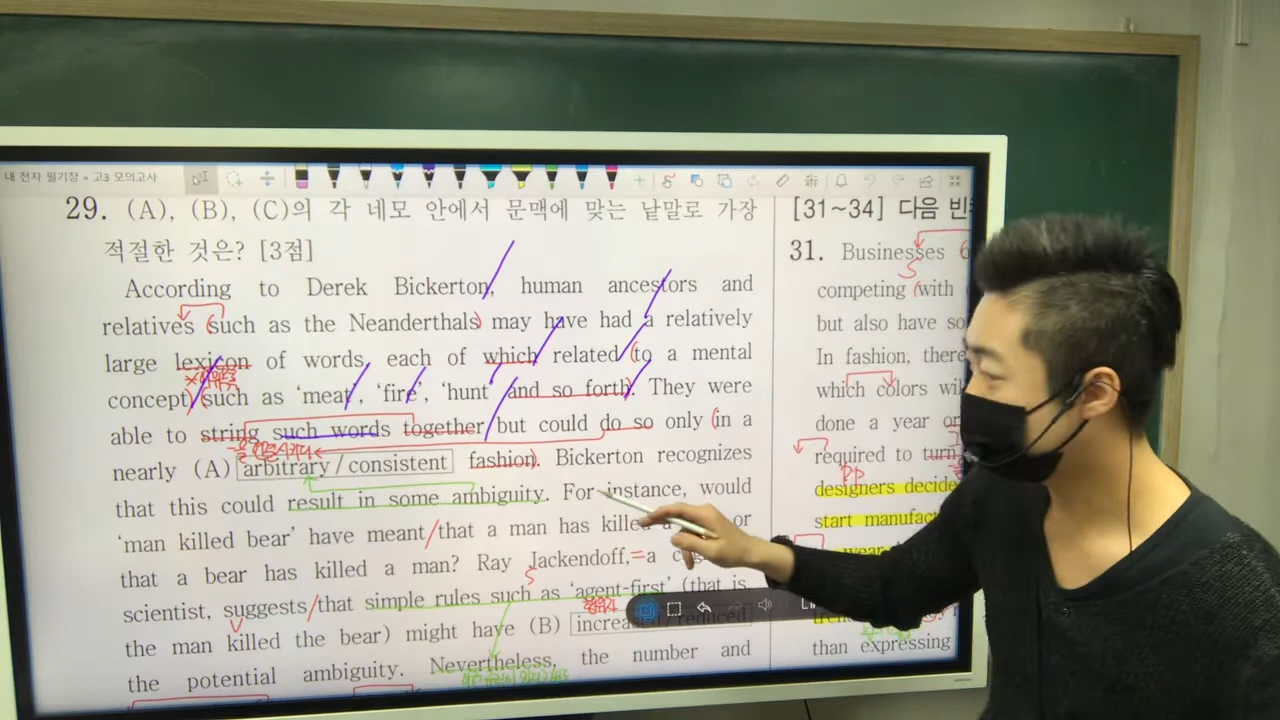 내 전자 필기장 » 고3 모의고사
29. (A), (B), (C)의 각 네모 안에서 문맥에 맞는 낱말로 가장
적절한 것은? [3점]
According to Derek Bickerton, human ancestors and
relatives (such as the Neanderthals) may have had a relatively
large lexicon of words, each of which related (to a mental
concept) (such as 'meat', 'fire', 'hunt' and so forth). They were
able to string such words together but could do so only (in a
nearly (A) arbitrary / consistent fashion). Bickerton recognizes
that this could result in some ambiguity. For instance, would
'man killed bear' have meant / that a man has killed a or
that a bear has killed a man? Ray Jackendoff, = a
S
scientist, suggests / that simple rules such as 'agent-first' (that is,
V
the man killed the bear) might have (B) increased / reduced
the potential ambiguity. Nevertheless, the number and
[31~34] 다음
31. Businesses
S
competing (with
but also have so
In fashion, there
which colors wil
done a year or
required to turn
PP
designers decide
start manufac
than expressing